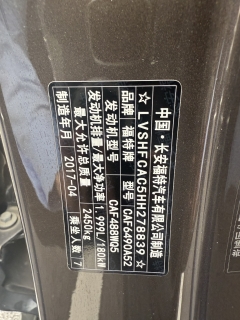 中国·长安福特汽车有限公司制造
☆LVSHFCAG5HH278839☆
品牌 福特牌 型号 CAF6490A52
发动机型号 CAF488WQ5
发动机排量/最大净功率 1.999L/180kW
最大允许总质量 2450kg
制造年月 2017-04 乘坐人数 7